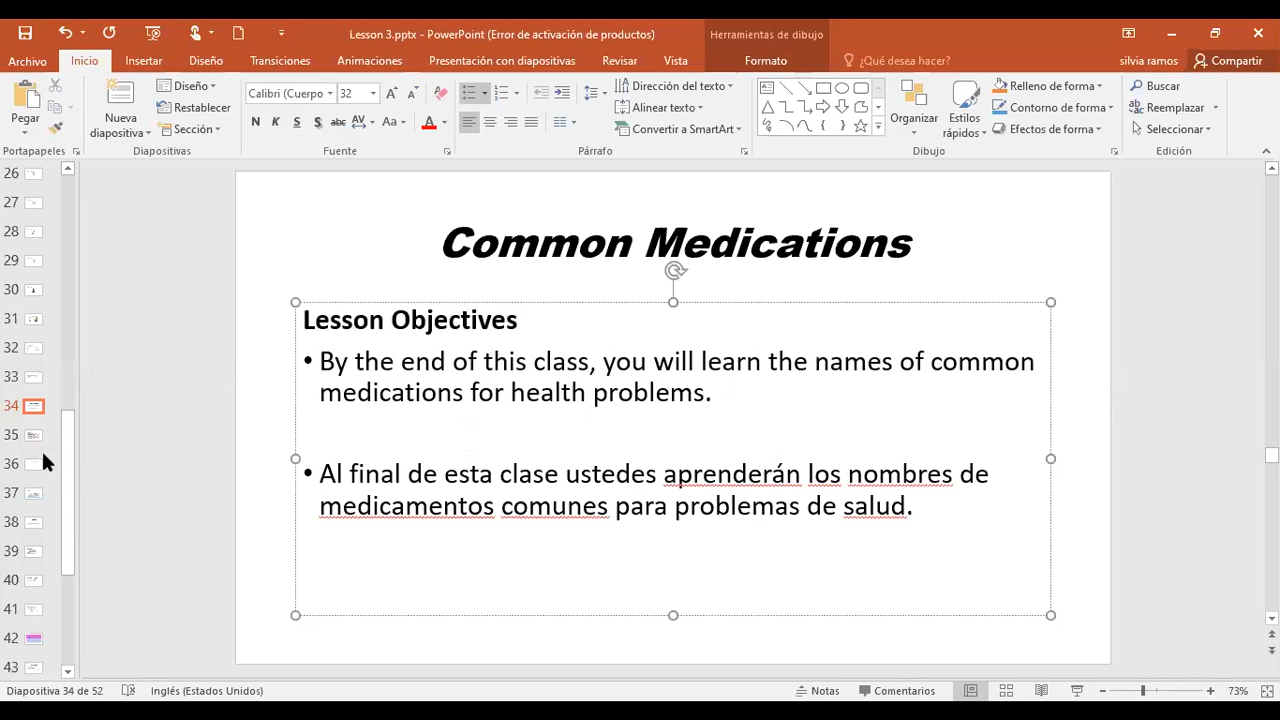 Lesson 3.pptx - PowerPoint (Error de activación de productos)
Herramientas de dibujo
Archivo Inicio Insertar Diseño Transiciones Animaciones Presentación con diapositivas Revisar Vista Formato ¿Qué desea hacer? silvia ramos Compartir
Pegar
Portapapeles
Nueva diapositiva
Diseño
Restablecer
Sección
Diapositivas
Calibri (Cuerpo) 32
N K S S abc AV Aa A
Fuente
Párrafo
Dirección del texto
Alinear texto
Convertir a SmartArt
Organizar
Estilos rápidos
Dibujo
Relleno de forma
Contorno de forma
Efectos de forma
Buscar
Reemplazar
Seleccionar
Edición
26
27
28
29
30
31
32
33
34
35
36
37
38
39
40
41
42
43
Common Medications
Lesson Objectives
• By the end of this class, you will learn the names of common
medications for health problems.
• Al final de esta clase ustedes aprenderán los nombres de
medicamentos comunes para problemas de salud.
Diapositiva 34 de 52 Inglés (Estados Unidos) Notas Comentarios 73%